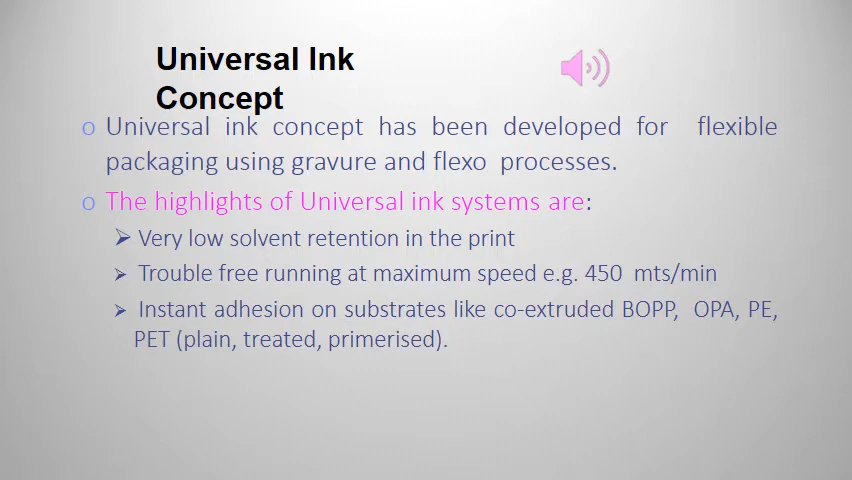 Universal Ink
Concept
o Universal ink concept has been developed for flexible
packaging using gravure and flexo processes.
o The highlights of Universal ink systems are:
➢ Very low solvent retention in the print
➢ Trouble free running at maximum speed e.g. 450 mts/min
➢ Instant adhesion on substrates like co-extruded BOPP, OPA, PE,
PET (plain, treated, primerised).